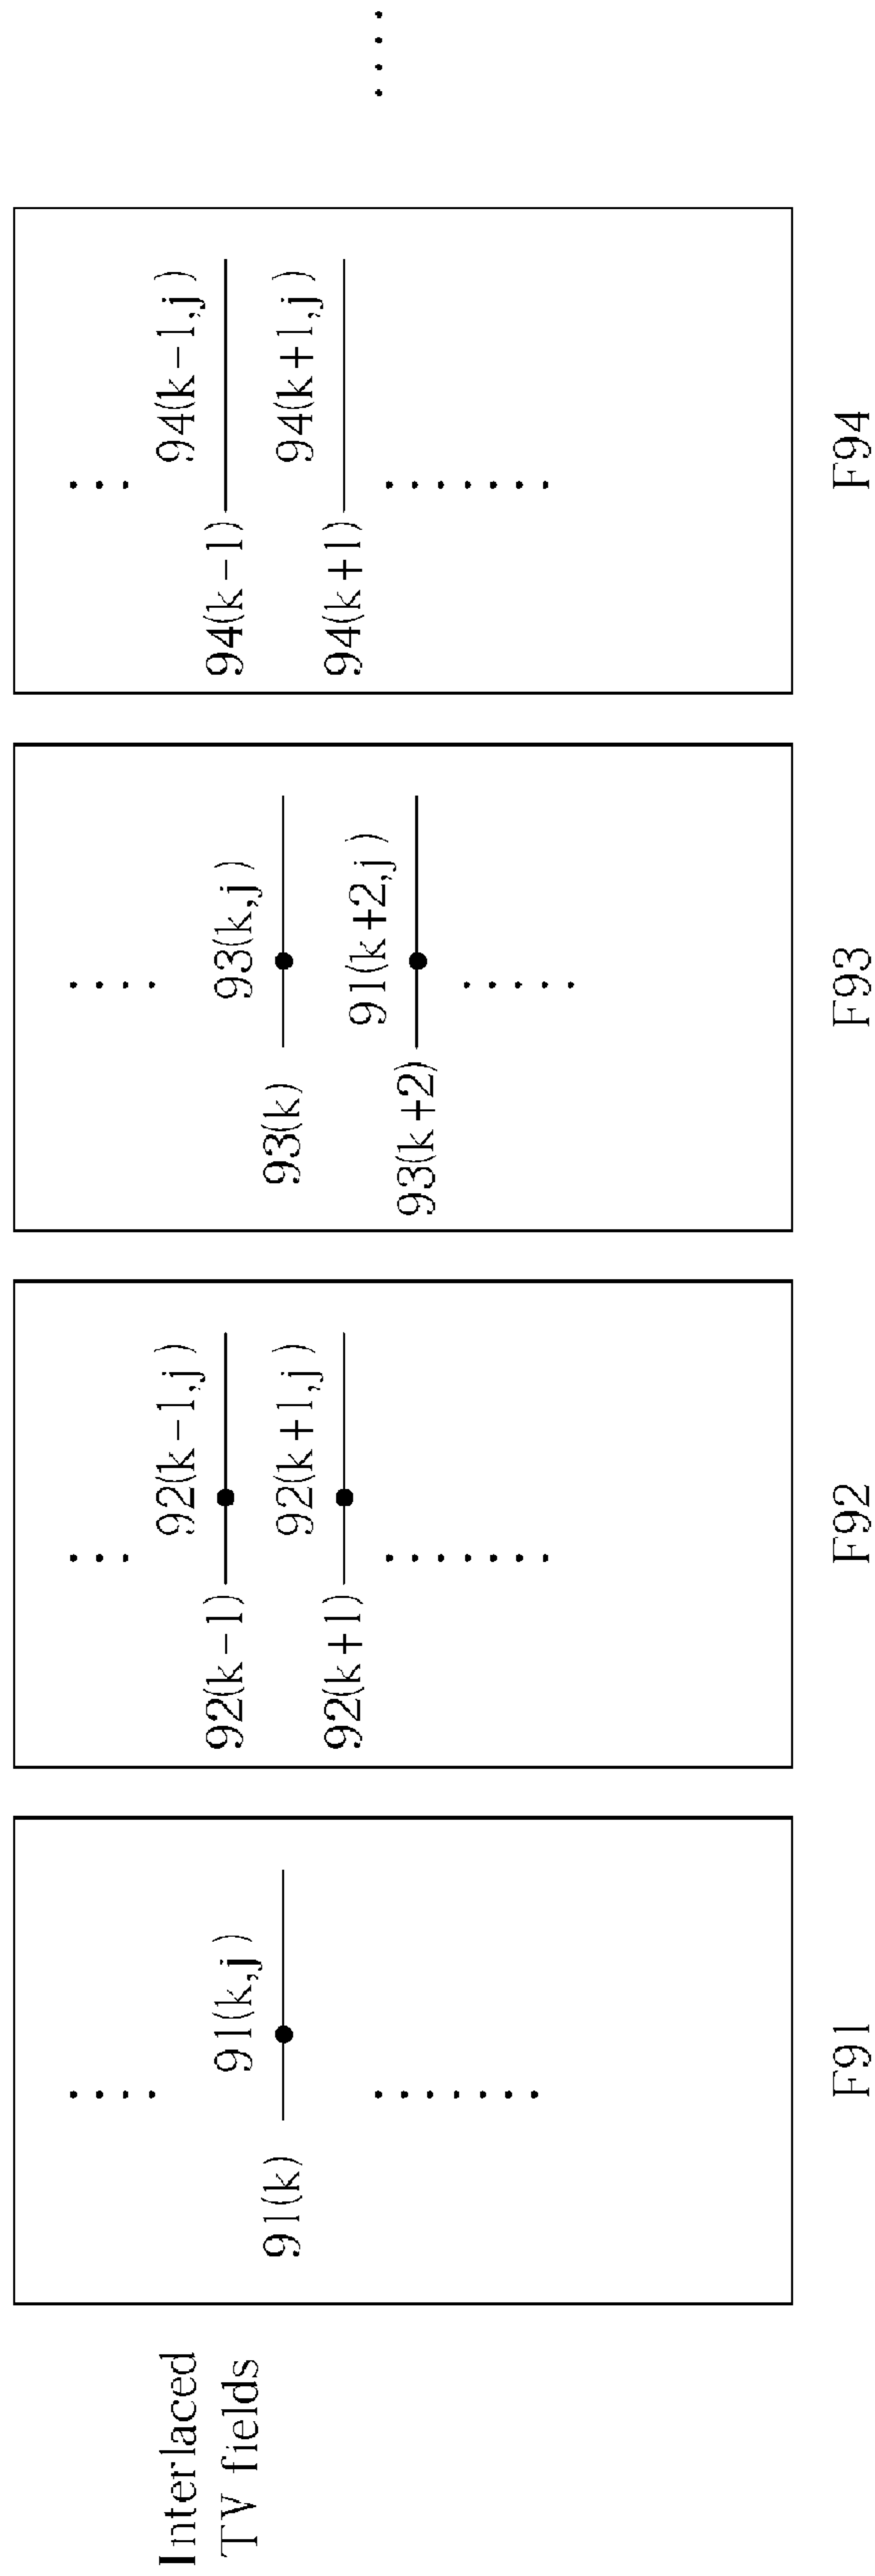 Interlaced
TV fields
91(k,j)
91(k)
F91
92(k-1,j)
92(k-1)
92(k+1,j)
92(k+1)
F92
93(k,j)
93(k)
91(k+2,j)
93(k+2)
F93
94(k-1,j)
94(k-1)
94(k+1,j)
94(k+1)
F94